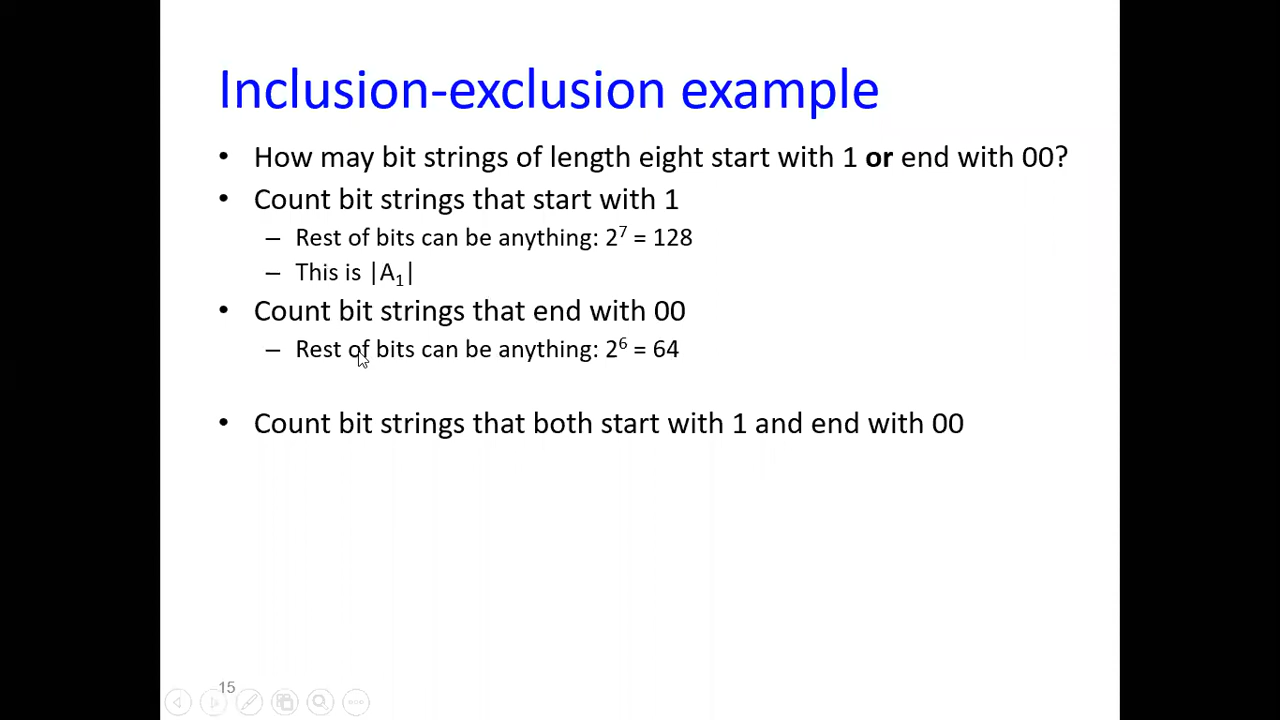 Inclusion-exclusion example
• How may bit strings of length eight start with 1 or end with 00?
• Count bit strings that start with 1
– Rest of bits can be anything: 2⁷ = 128
– This is |A₁|
• Count bit strings that end with 00
– Rest of bits can be anything: 2⁶ = 64
• Count bit strings that both start with 1 and end with 00
15